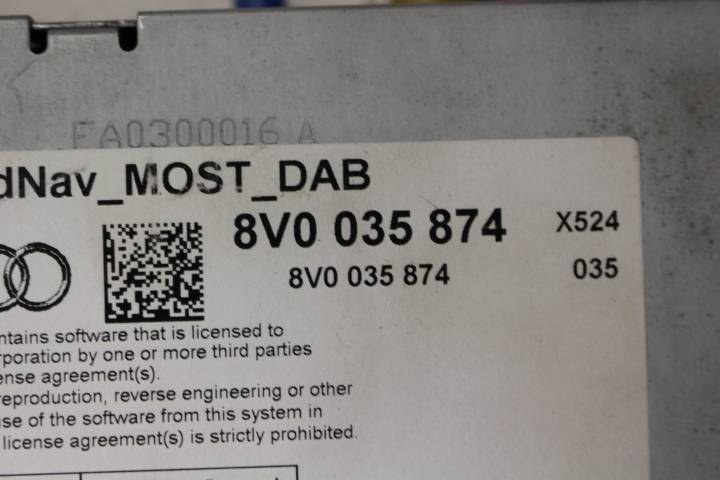 FA0300016 A
dNav_MOST_DAB
8V0 035 874 X524
8V0 035 874 035
ntains software that is licensed to
rporation by one or more third parties
ense agreement(s).
reproduction, reverse engineering or other
use of the software from this system in
license agreement(s) is strictly prohibited.